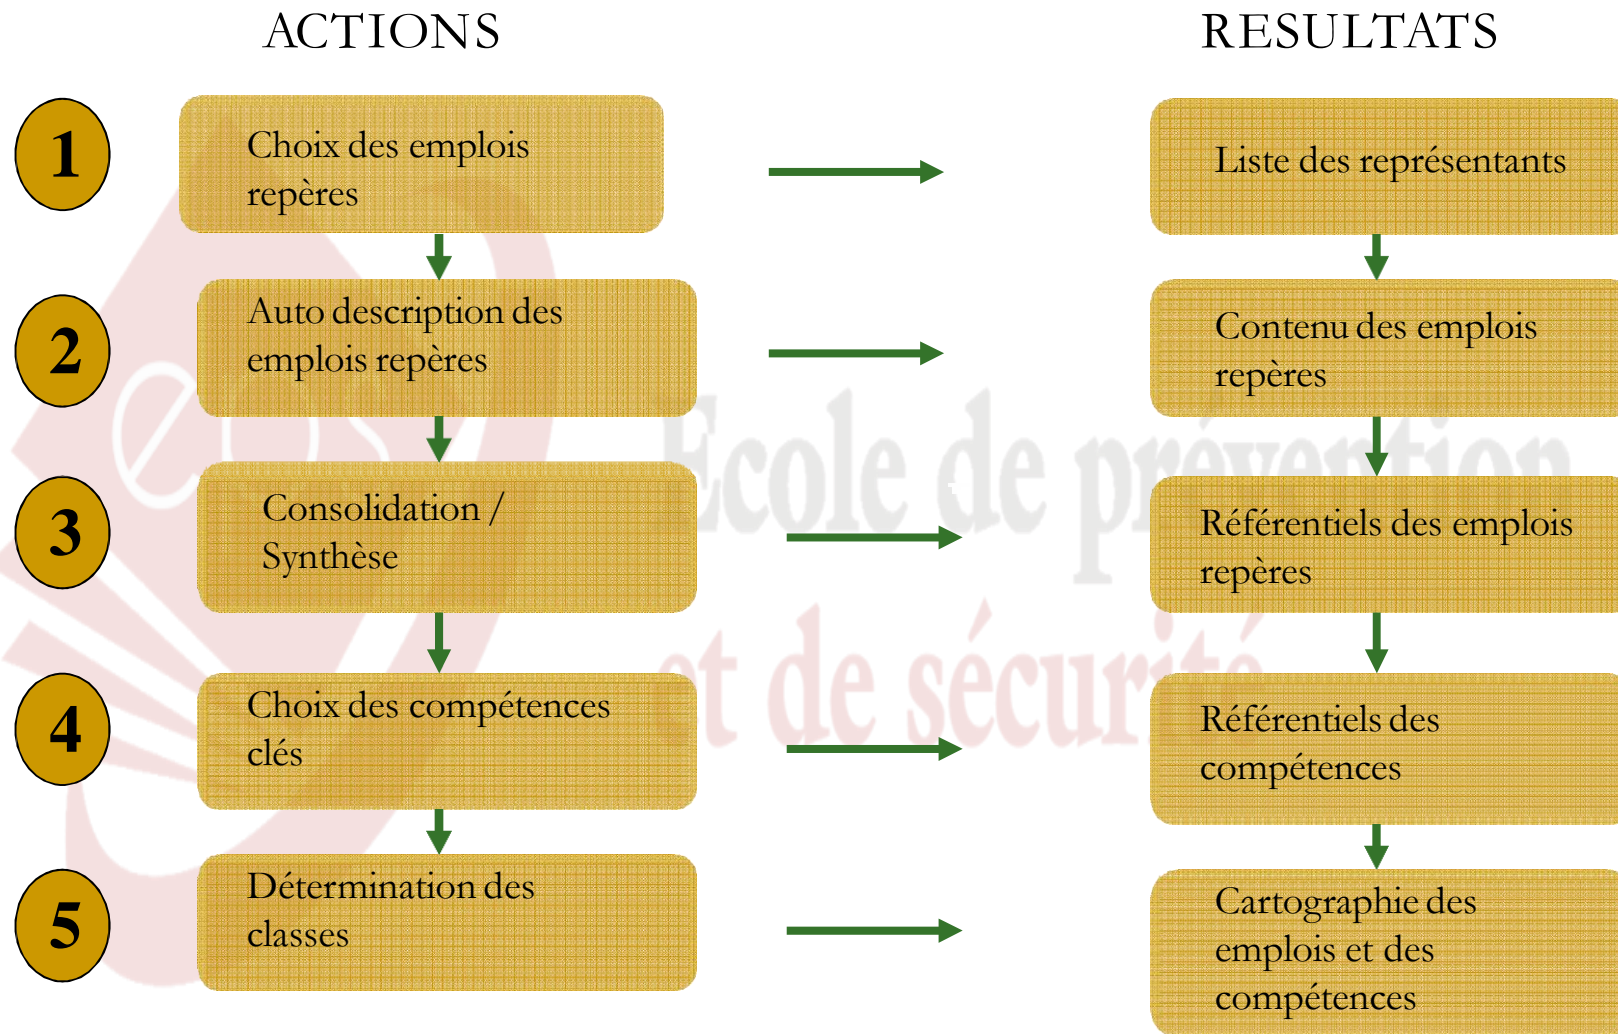 ACTIONS
RESULTATS
1
Choix des emplois
repères
Liste des représentants
2
Auto description des
emplois repères
Contenu des emplois
repères
3
Consolidation /
Synthèse
Référentiels des emplois
repères
4
Choix des compétences
clés
Référentiels des
compétences
5
Détermination des
classes
Cartographie des
emplois et des
compétences
eps
Ecole de prévention
et de sécurité